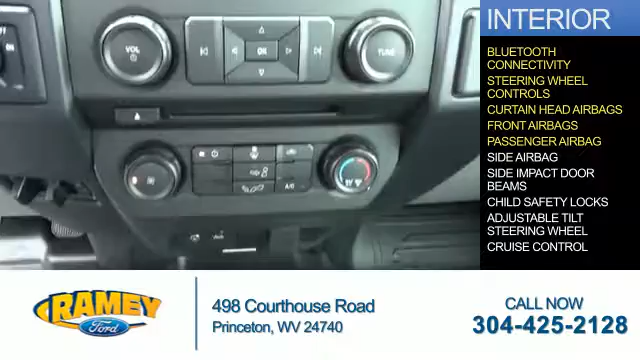 INTERIOR
BLUETOOTH
CONNECTIVITY
STEERING WHEEL
CONTROLS
CURTAIN HEAD AIRBAGS
FRONT AIRBAGS
PASSENGER AIRBAG
SIDE AIRBAG
SIDE IMPACT DOOR
BEAMS
CHILD SAFETY LOCKS
ADJUSTABLE TILT
STEERING WHEEL
CRUISE CONTROL
VOL
OK
TUNE
A/C
RAMEY
Ford
498 Courthouse Road
Princeton, WV 24740
CALL NOW
304-425-2128